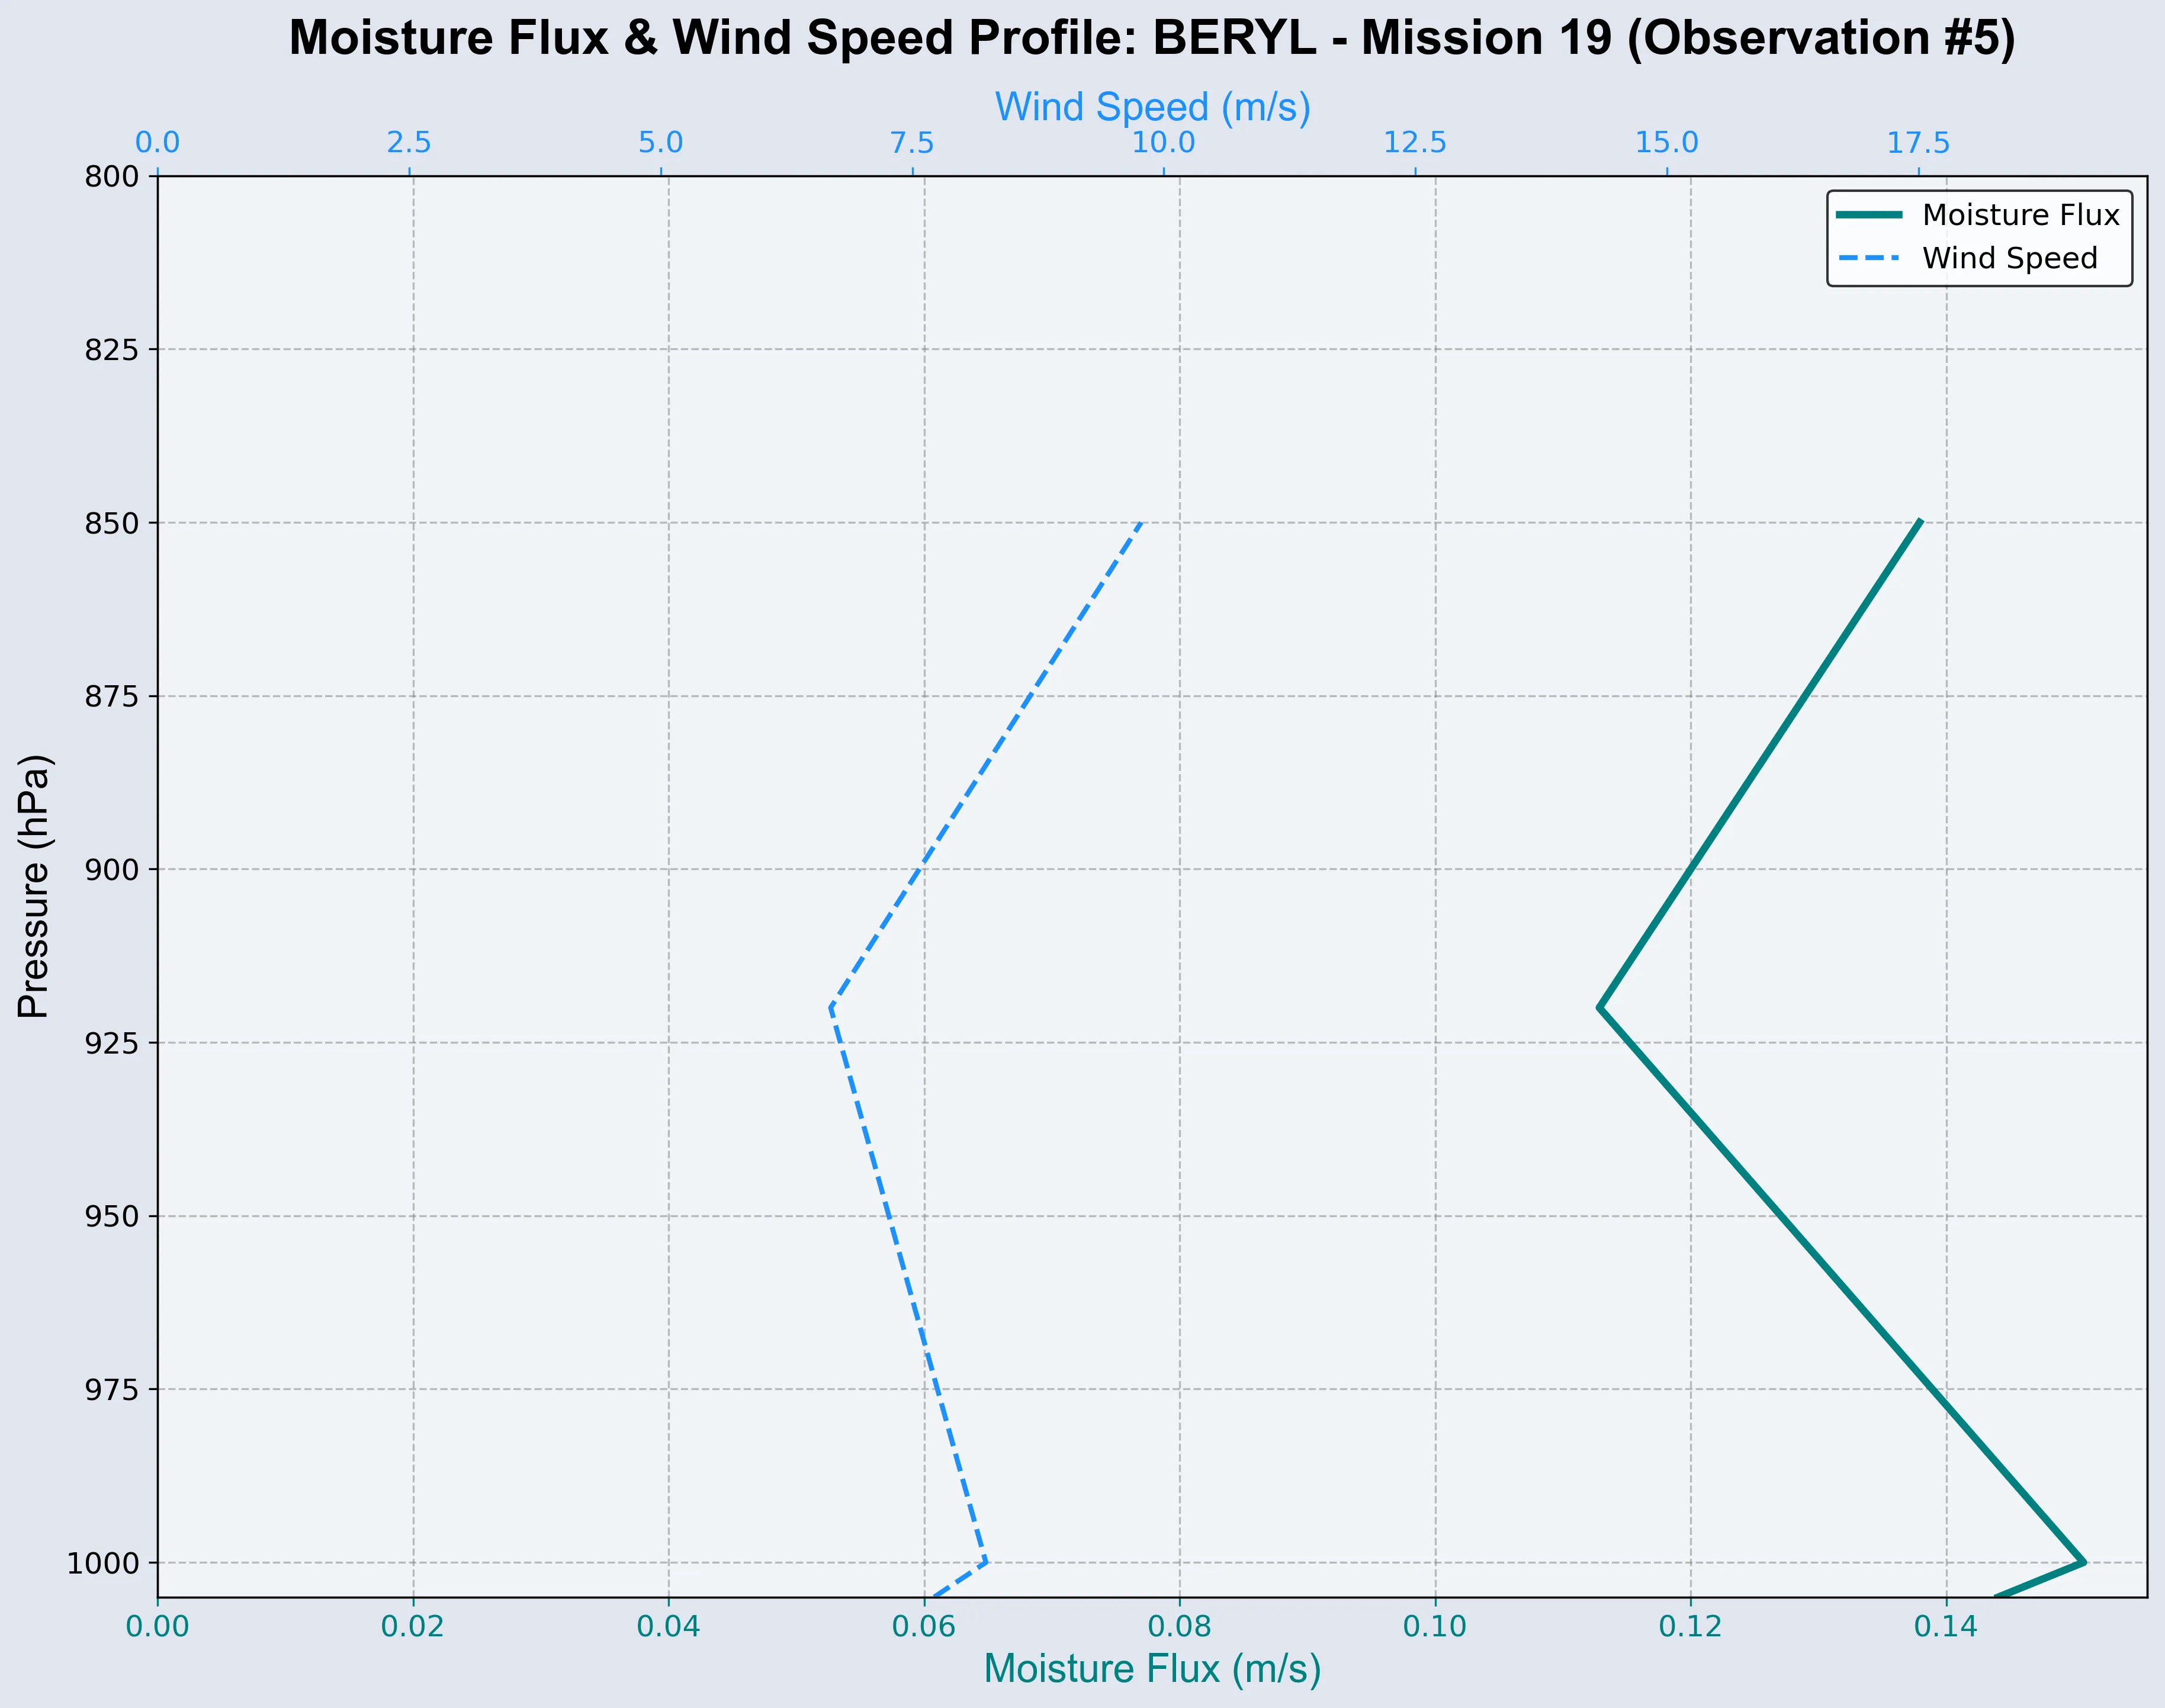 Moisture Flux & Wind Speed Profile: BERYL - Mission 19 (Observation #5)
Wind Speed (m/s)
0.0 2.5 5.0 7.5 10.0 12.5 15.0 17.5
Moisture Flux
Wind Speed
800
825
850
875
900
925
950
975
1000
Pressure (hPa)
0.00 0.02 0.04 0.06 0.08 0.10 0.12 0.14
Moisture Flux (m/s)